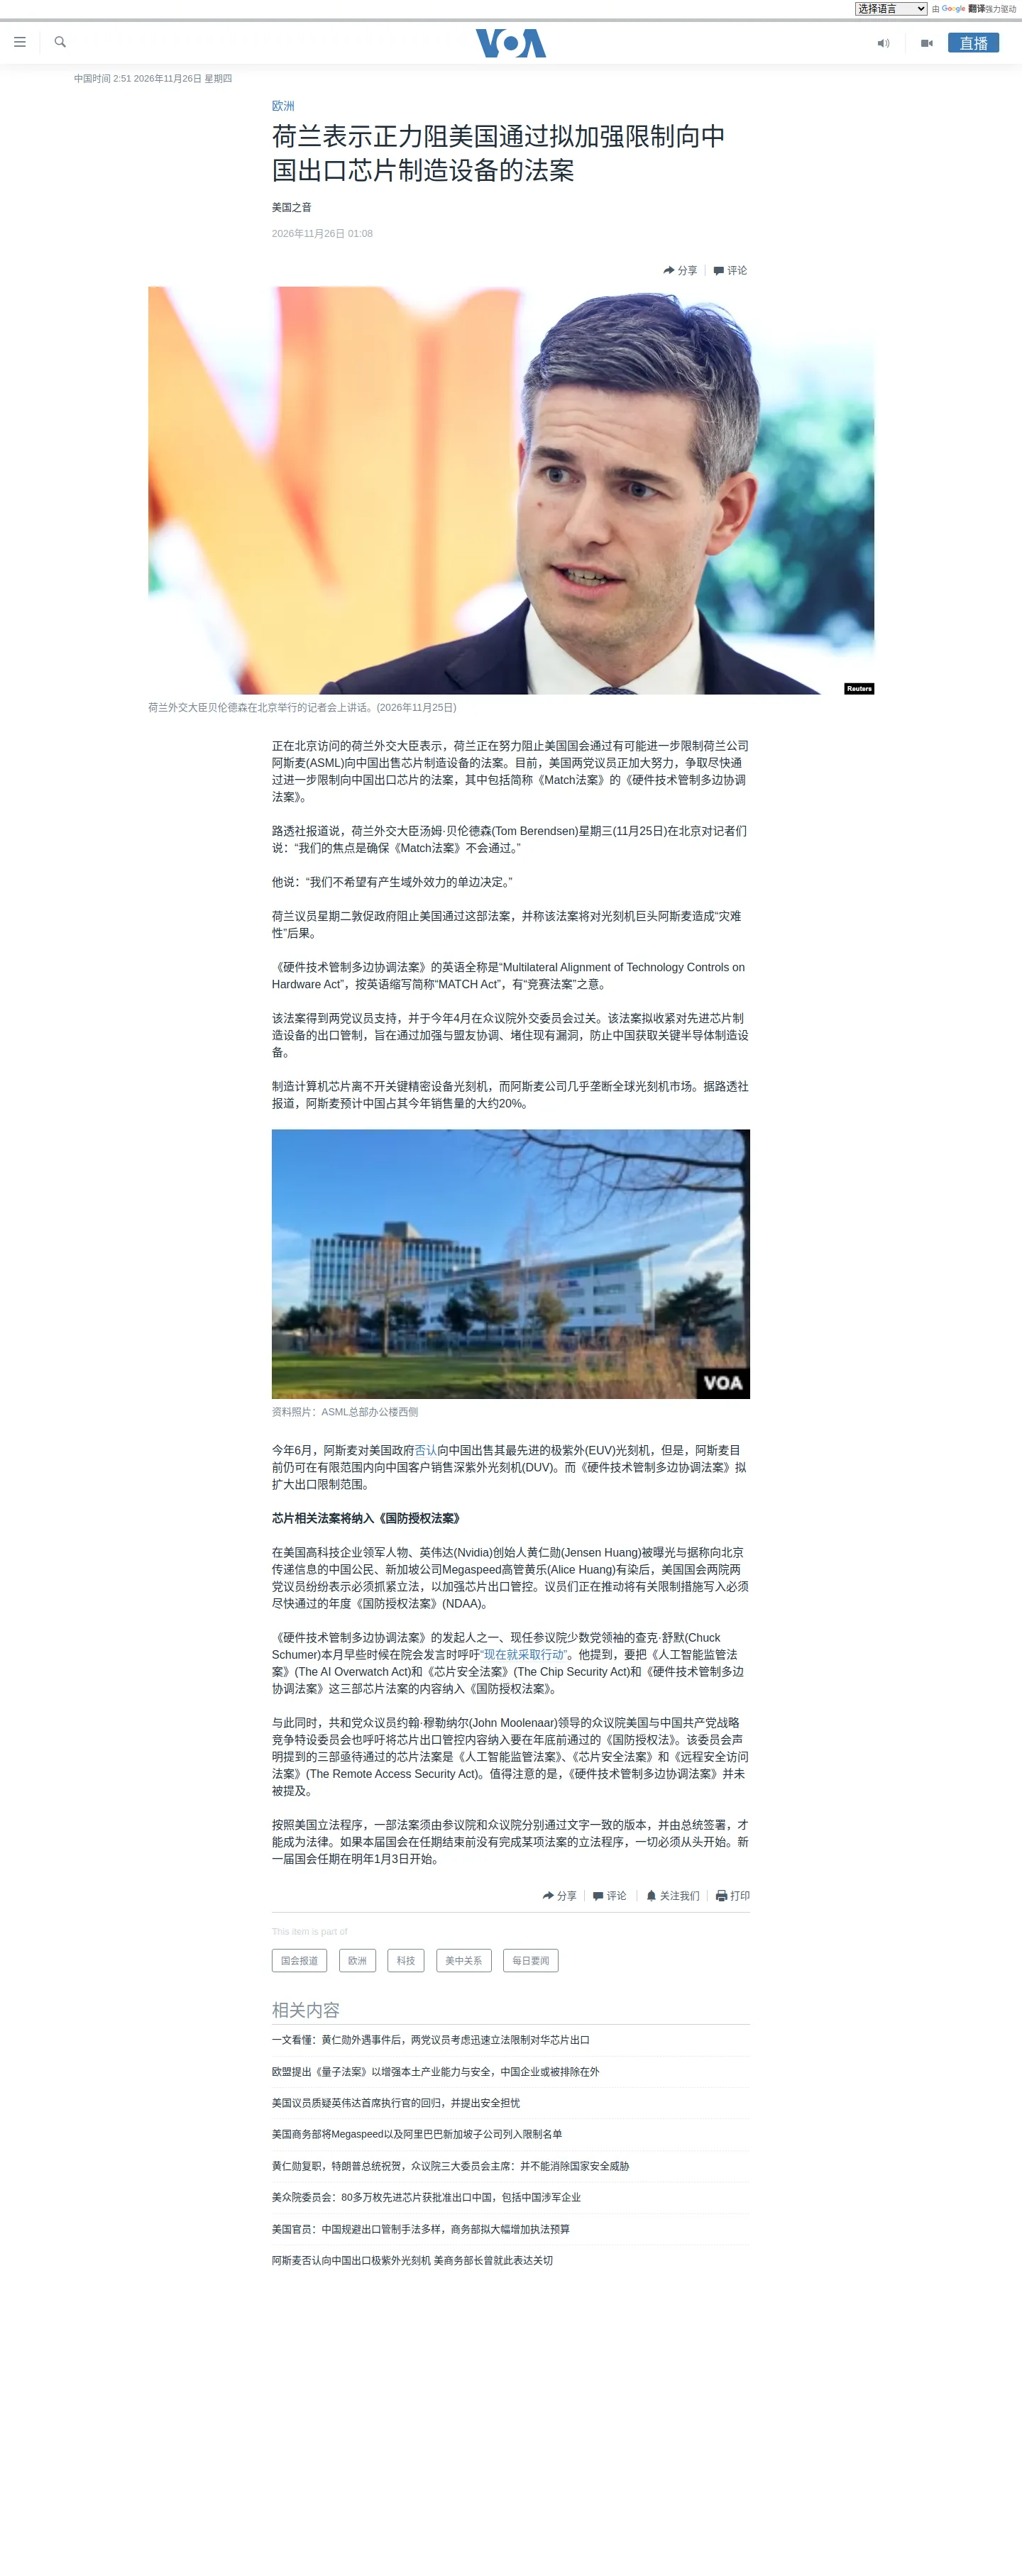 选择语言 由 Google 翻译强力驱动
VOA
直播
中国时间 2:51 2026年11月26日 星期四
欧洲
荷兰表示正力阻美国通过拟加强限制向中
国出口芯片制造设备的法案
美国之音
2026年11月26日 01:08
分享 评论
Reuters
荷兰外交大臣贝伦德森在北京举行的记者会上讲话。(2026年11月25日)
正在北京访问的荷兰外交大臣表示，荷兰正在努力阻止美国国会通过有可能进一步限制荷兰公司
阿斯麦(ASML)向中国出售芯片制造设备的法案。目前，美国两党议员正加大努力，争取尽快通
过进一步限制向中国出口芯片的法案，其中包括简称《Match法案》的《硬件技术管制多边协调
法案》。
路透社报道说，荷兰外交大臣汤姆·贝伦德森(Tom Berendsen)星期三(11月25日)在北京对记者们
说：“我们的焦点是确保《Match法案》不会通过。”
他说：“我们不希望有产生域外效力的单边决定。”
荷兰议员星期二敦促政府阻止美国通过这部法案，并称该法案将对光刻机巨头阿斯麦造成“灾难
性”后果。
《硬件技术管制多边协调法案》的英语全称是“Multilateral Alignment of Technology Controls on
Hardware Act”，按英语缩写简称“MATCH Act”，有“竞赛法案”之意。
该法案得到两党议员支持，并于今年4月在众议院外交委员会过关。该法案拟收紧对先进芯片制
造设备的出口管制，旨在通过加强与盟友协调、堵住现有漏洞，防止中国获取关键半导体制造设
备。
制造计算机芯片离不开关键精密设备光刻机，而阿斯麦公司几乎垄断全球光刻机市场。据路透社
报道，阿斯麦预计中国占其今年销售量的大约20%。
VOA
资料照片：ASML总部办公楼西侧
今年6月，阿斯麦对美国政府否认向中国出售其最先进的极紫外(EUV)光刻机，但是，阿斯麦目
前仍可在有限范围内向中国客户销售深紫外光刻机(DUV)。而《硬件技术管制多边协调法案》拟
扩大出口限制范围。
芯片相关法案将纳入《国防授权法案》
在美国高科技企业领军人物、英伟达(Nvidia)创始人黄仁勋(Jensen Huang)被曝光与据称向北京
传递信息的中国公民、新加坡公司Megaspeed高管黄乐(Alice Huang)有染后，美国国会两院两
党议员纷纷表示必须抓紧立法，以加强芯片出口管控。议员们正在推动将有关限制措施写入必须
尽快通过的年度《国防授权法案》(NDAA)。
《硬件技术管制多边协调法案》的发起人之一、现任参议院少数党领袖的查克·舒默(Chuck
Schumer)本月早些时候在院会发言时呼吁“现在就采取行动”。他提到，要把《人工智能监管法
案》(The AI Overwatch Act)和《芯片安全法案》(The Chip Security Act)和《硬件技术管制多边
协调法案》这三部芯片法案的内容纳入《国防授权法案》。
与此同时，共和党众议员约翰·穆勒纳尔(John Moolenaar)领导的众议院美国与中国共产党战略
竞争特设委员会也呼吁将芯片出口管控内容纳入要在年底前通过的《国防授权法》。该委员会声
明提到的三部亟待通过的芯片法案是《人工智能监管法案》、《芯片安全法案》和《远程安全访问
法案》(The Remote Access Security Act)。值得注意的是，《硬件技术管制多边协调法案》并未
被提及。
按照美国立法程序，一部法案须由参议院和众议院分别通过文字一致的版本，并由总统签署，才
能成为法律。如果本届国会在任期结束前没有完成某项法案的立法程序，一切必须从头开始。新
一届国会任期在明年1月3日开始。
分享 评论 关注我们 打印
This item is part of
国会报道 欧洲 科技 美中关系 每日要闻
相关内容
一文看懂：黄仁勋外遇事件后，两党议员考虑迅速立法限制对华芯片出口
欧盟提出《量子法案》以增强本土产业能力与安全，中国企业或被排除在外
美国议员质疑英伟达首席执行官的回归，并提出安全担忧
美国商务部将Megaspeed以及阿里巴巴新加坡子公司列入限制名单
黄仁勋复职，特朗普总统祝贺，众议院三大委员会主席：并不能消除国家安全威胁
美众院委员会：80多万枚先进芯片获批准出口中国，包括中国涉军企业
美国官员：中国规避出口管制手法多样，商务部拟大幅增加执法预算
阿斯麦否认向中国出口极紫外光刻机 美商务部长曾就此表达关切